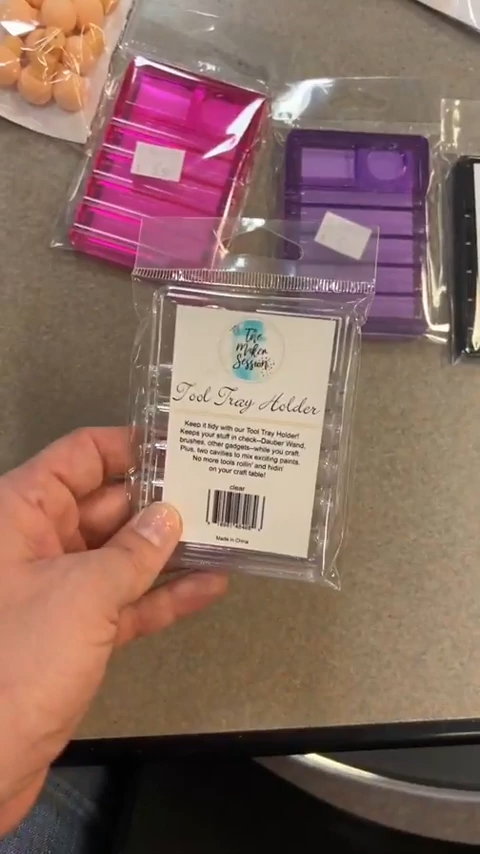 The
Maker
Session
Tool Tray Holder
Keep it tidy with our Tool Tray Holder!
Keeps your stuff in check--Dauber Wand,
brushes, other gadgets--while you craft.
Plus, two cavities to mix exciting paints.
No more tools rollin' and hidin'
on your craft table!
clear
Made in China